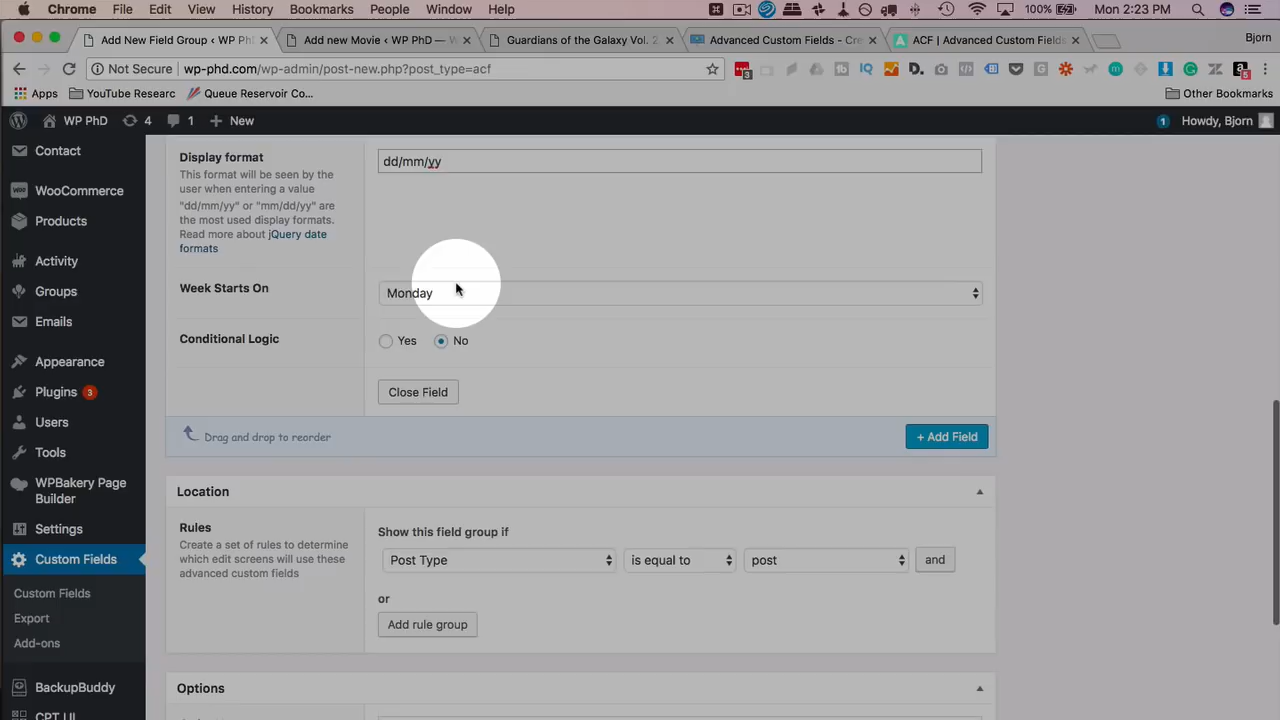 Chrome File Edit View History Bookmarks People Window Help 100% Mon 2:23 PM
Add New Field Group ‹ WP PhD Add new Movie ‹ WP PhD — Guardians of the Galaxy Vol. 2 Advanced Custom Fields - Cre ACF | Advanced Custom Fields Bjorn
Not Secure wp-phd.com/wp-admin/post-new.php?post_type=acf
Apps YouTube Researc Queue Reservoir Co... Other Bookmarks
WP PhD 4 1 + New 1 Howdy, Bjorn
Contact
WooCommerce
Products
Activity
Groups
Emails
Appearance
Plugins 3
Users
Tools
WPBakery Page
Builder
Settings
Custom Fields
Custom Fields
Export
Add-ons
BackupBuddy
CPT UI
Display format
This format will be seen by the
user when entering a value
"dd/mm/yy" or "mm/dd/yy" are
the most used display formats.
Read more about jQuery date
formats
dd/mm/yy
Week Starts On
Monday
Conditional Logic
Yes No
Close Field
Drag and drop to reorder
+ Add Field
Location
Rules
Create a set of rules to determine
which edit screens will use these
advanced custom fields
Show this field group if
Post Type is equal to post and
or
Add rule group
Options